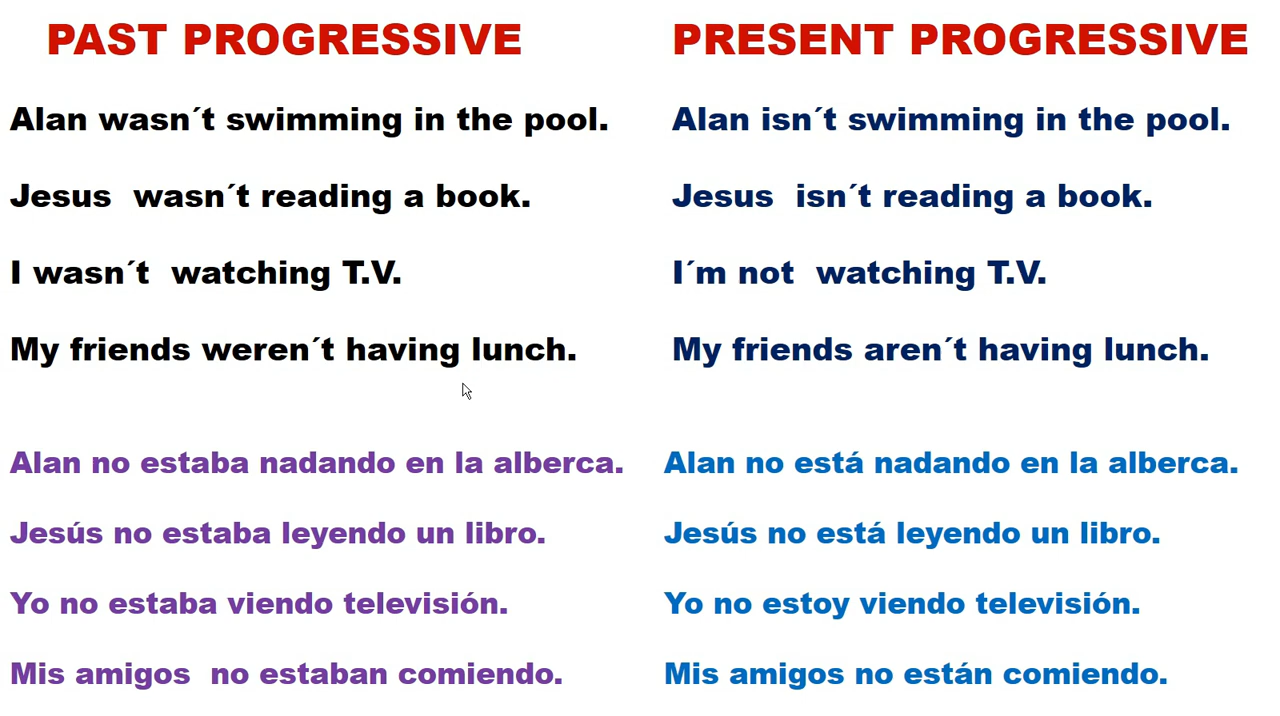 PAST PROGRESSIVE
Alan wasn´t swimming in the pool.
Jesus wasn´t reading a book.
I wasn´t watching T.V.
My friends weren´t having lunch.
Alan no estaba nadando en la alberca.
Jesús no estaba leyendo un libro.
Yo no estaba viendo televisión.
Mis amigos no estaban comiendo.
PRESENT PROGRESSIVE
Alan isn´t swimming in the pool.
Jesus isn´t reading a book.
I´m not watching T.V.
My friends aren´t having lunch.
Alan no está nadando en la alberca.
Jesús no está leyendo un libro.
Yo no estoy viendo televisión.
Mis amigos no están comiendo.